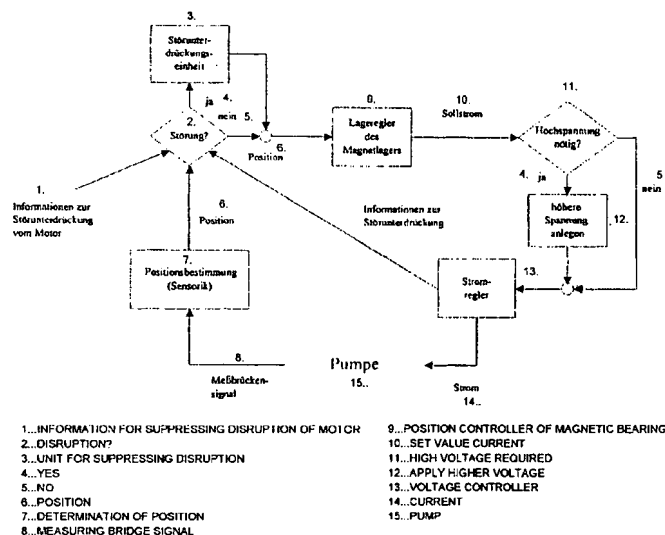 3.
Störunter-
drückungs-
einheit
ja
4.
nein
5.
2.
Störung?
6.
Position
9.
Lageregler
des
Magnetlagers
10.
Sollstrom
11.
Hochspannung
nötig?
4.
ja
5
nein
höhere
Spannung
anlegen
12.
1.
Informationen zur
Störunterdrückung
vom Motor
6.
Position
Informationen zur
Störunterdrückung
7.
Positionsbestimmung
(Sensorik)
Strom-
regler
13.
8.
Meßbrücken-
signal
Pumpe
15..
Strom
14..
1...INFORMATION FOR SUPPRESSING DISRUPTION OF MOTOR
2...DISRUPTION?
3...UNIT FOR SUPPRESSING DISRUPTION
4...YES
5...NO
6...POSITION
7...DETERMINATION OF POSITION
8...MEASURING BRIDGE SIGNAL
9...POSITION CONTROLLER OF MAGNETIC BEARING
10...SET VALUE CURRENT
11...HIGH VOLTAGE REQUIRED
12...APPLY HIGHER VOLTAGE
13...VOLTAGE CONTROLLER
14...CURRENT
15...PUMP